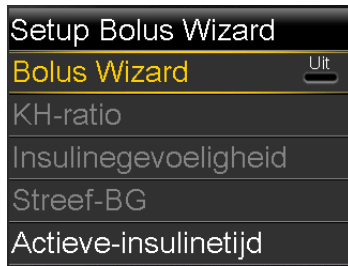 Setup Bolus Wizard
Bolus Wizard Uit
KH-ratio
Insulinegevoeligheid
Streef-BG
Actieve-insulinetijd